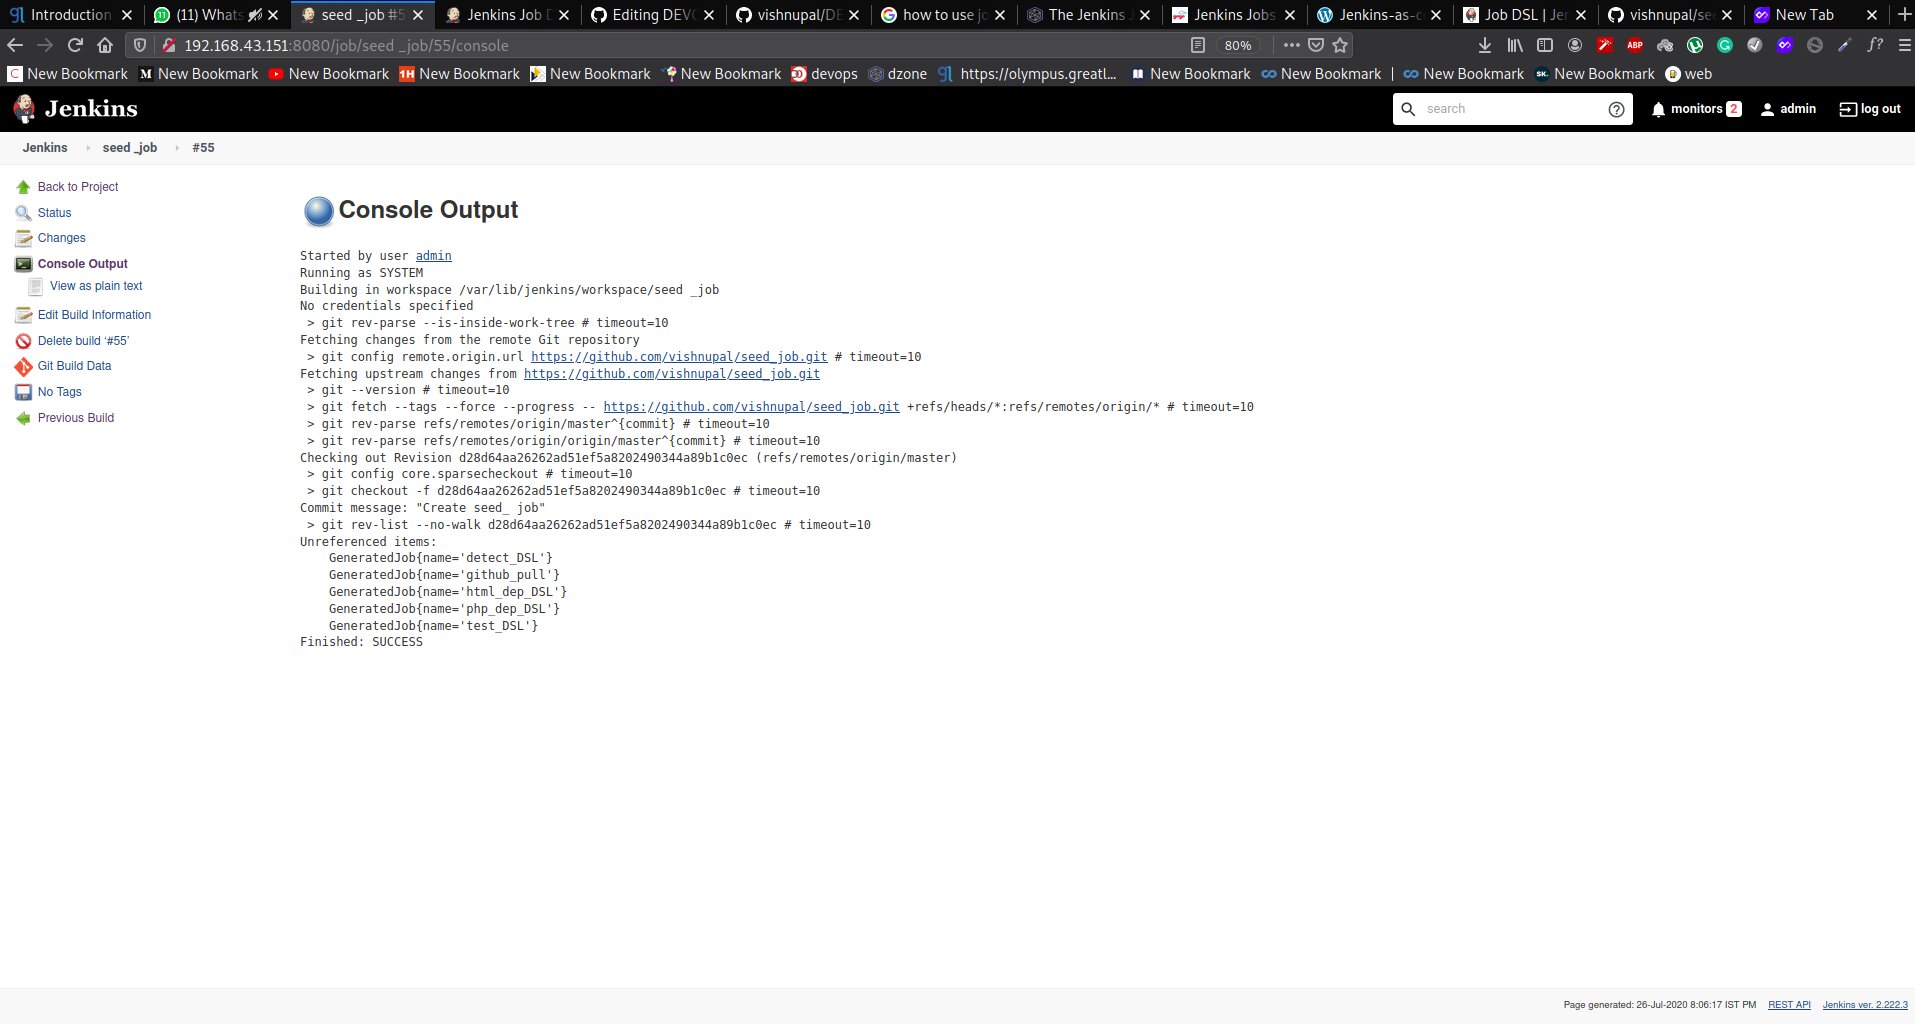 Introduction
(11) Whats
seed _job #5
Jenkins Job D
Editing DEVO
vishnupal/DE
how to use jo
The Jenkins J
Jenkins Jobs
Jenkins-as-c
Job DSL | Jen
vishnupal/see
New Tab
192.168.43.151:8080/job/seed _job/55/console
80%
New Bookmark
New Bookmark
New Bookmark
New Bookmark
New Bookmark
New Bookmark
devops
dzone
https://olympus.greatl...
New Bookmark
New Bookmark
New Bookmark
New Bookmark
web
Jenkins
search
monitors 2
admin
log out
Jenkins
seed _job
#55
Back to Project
Status
Changes
Console Output
View as plain text
Edit Build Information
Delete build ‘#55’
Git Build Data
No Tags
Previous Build
Console Output
Started by user admin
Running as SYSTEM
Building in workspace /var/lib/jenkins/workspace/seed _job
No credentials specified
> git rev-parse --is-inside-work-tree # timeout=10
Fetching changes from the remote Git repository
> git config remote.origin.url https://github.com/vishnupal/seed_job.git # timeout=10
Fetching upstream changes from https://github.com/vishnupal/seed_job.git
> git --version # timeout=10
> git fetch --tags --force --progress -- https://github.com/vishnupal/seed_job.git +refs/heads/*:refs/remotes/origin/* # timeout=10
> git rev-parse refs/remotes/origin/master^{commit} # timeout=10
> git rev-parse refs/remotes/origin/origin/master^{commit} # timeout=10
Checking out Revision d28d64aa26262ad51ef5a8202490344a89b1c0ec (refs/remotes/origin/master)
> git config core.sparsecheckout # timeout=10
> git checkout -f d28d64aa26262ad51ef5a8202490344a89b1c0ec # timeout=10
Commit message: "Create seed_ job"
> git rev-list --no-walk d28d64aa26262ad51ef5a8202490344a89b1c0ec # timeout=10
Unreferenced items:
GeneratedJob{name='detect_DSL'}
GeneratedJob{name='github_pull'}
GeneratedJob{name='html_dep_DSL'}
GeneratedJob{name='php_dep_DSL'}
GeneratedJob{name='test_DSL'}
Finished: SUCCESS
Page generated: 26-Jul-2020 8:06:17 IST PM
REST API
Jenkins ver. 2.222.3